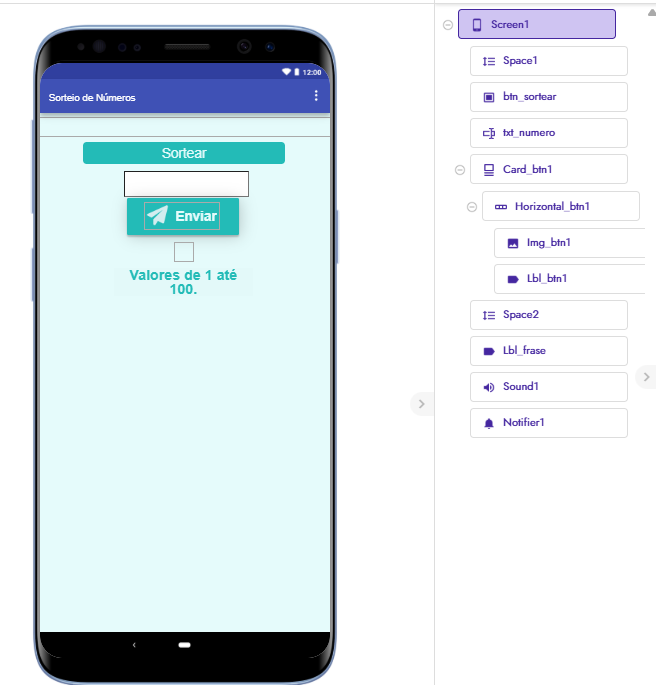 12:00
Sorteio de Números
Sortear
Enviar
Valores de 1 até
100.
Screen1
Space1
btn_sortear
txt_numero
Card_btn1
Horizontal_btn1
Img_btn1
Lbl_btn1
Space2
Lbl_frase
Sound1
Notifier1